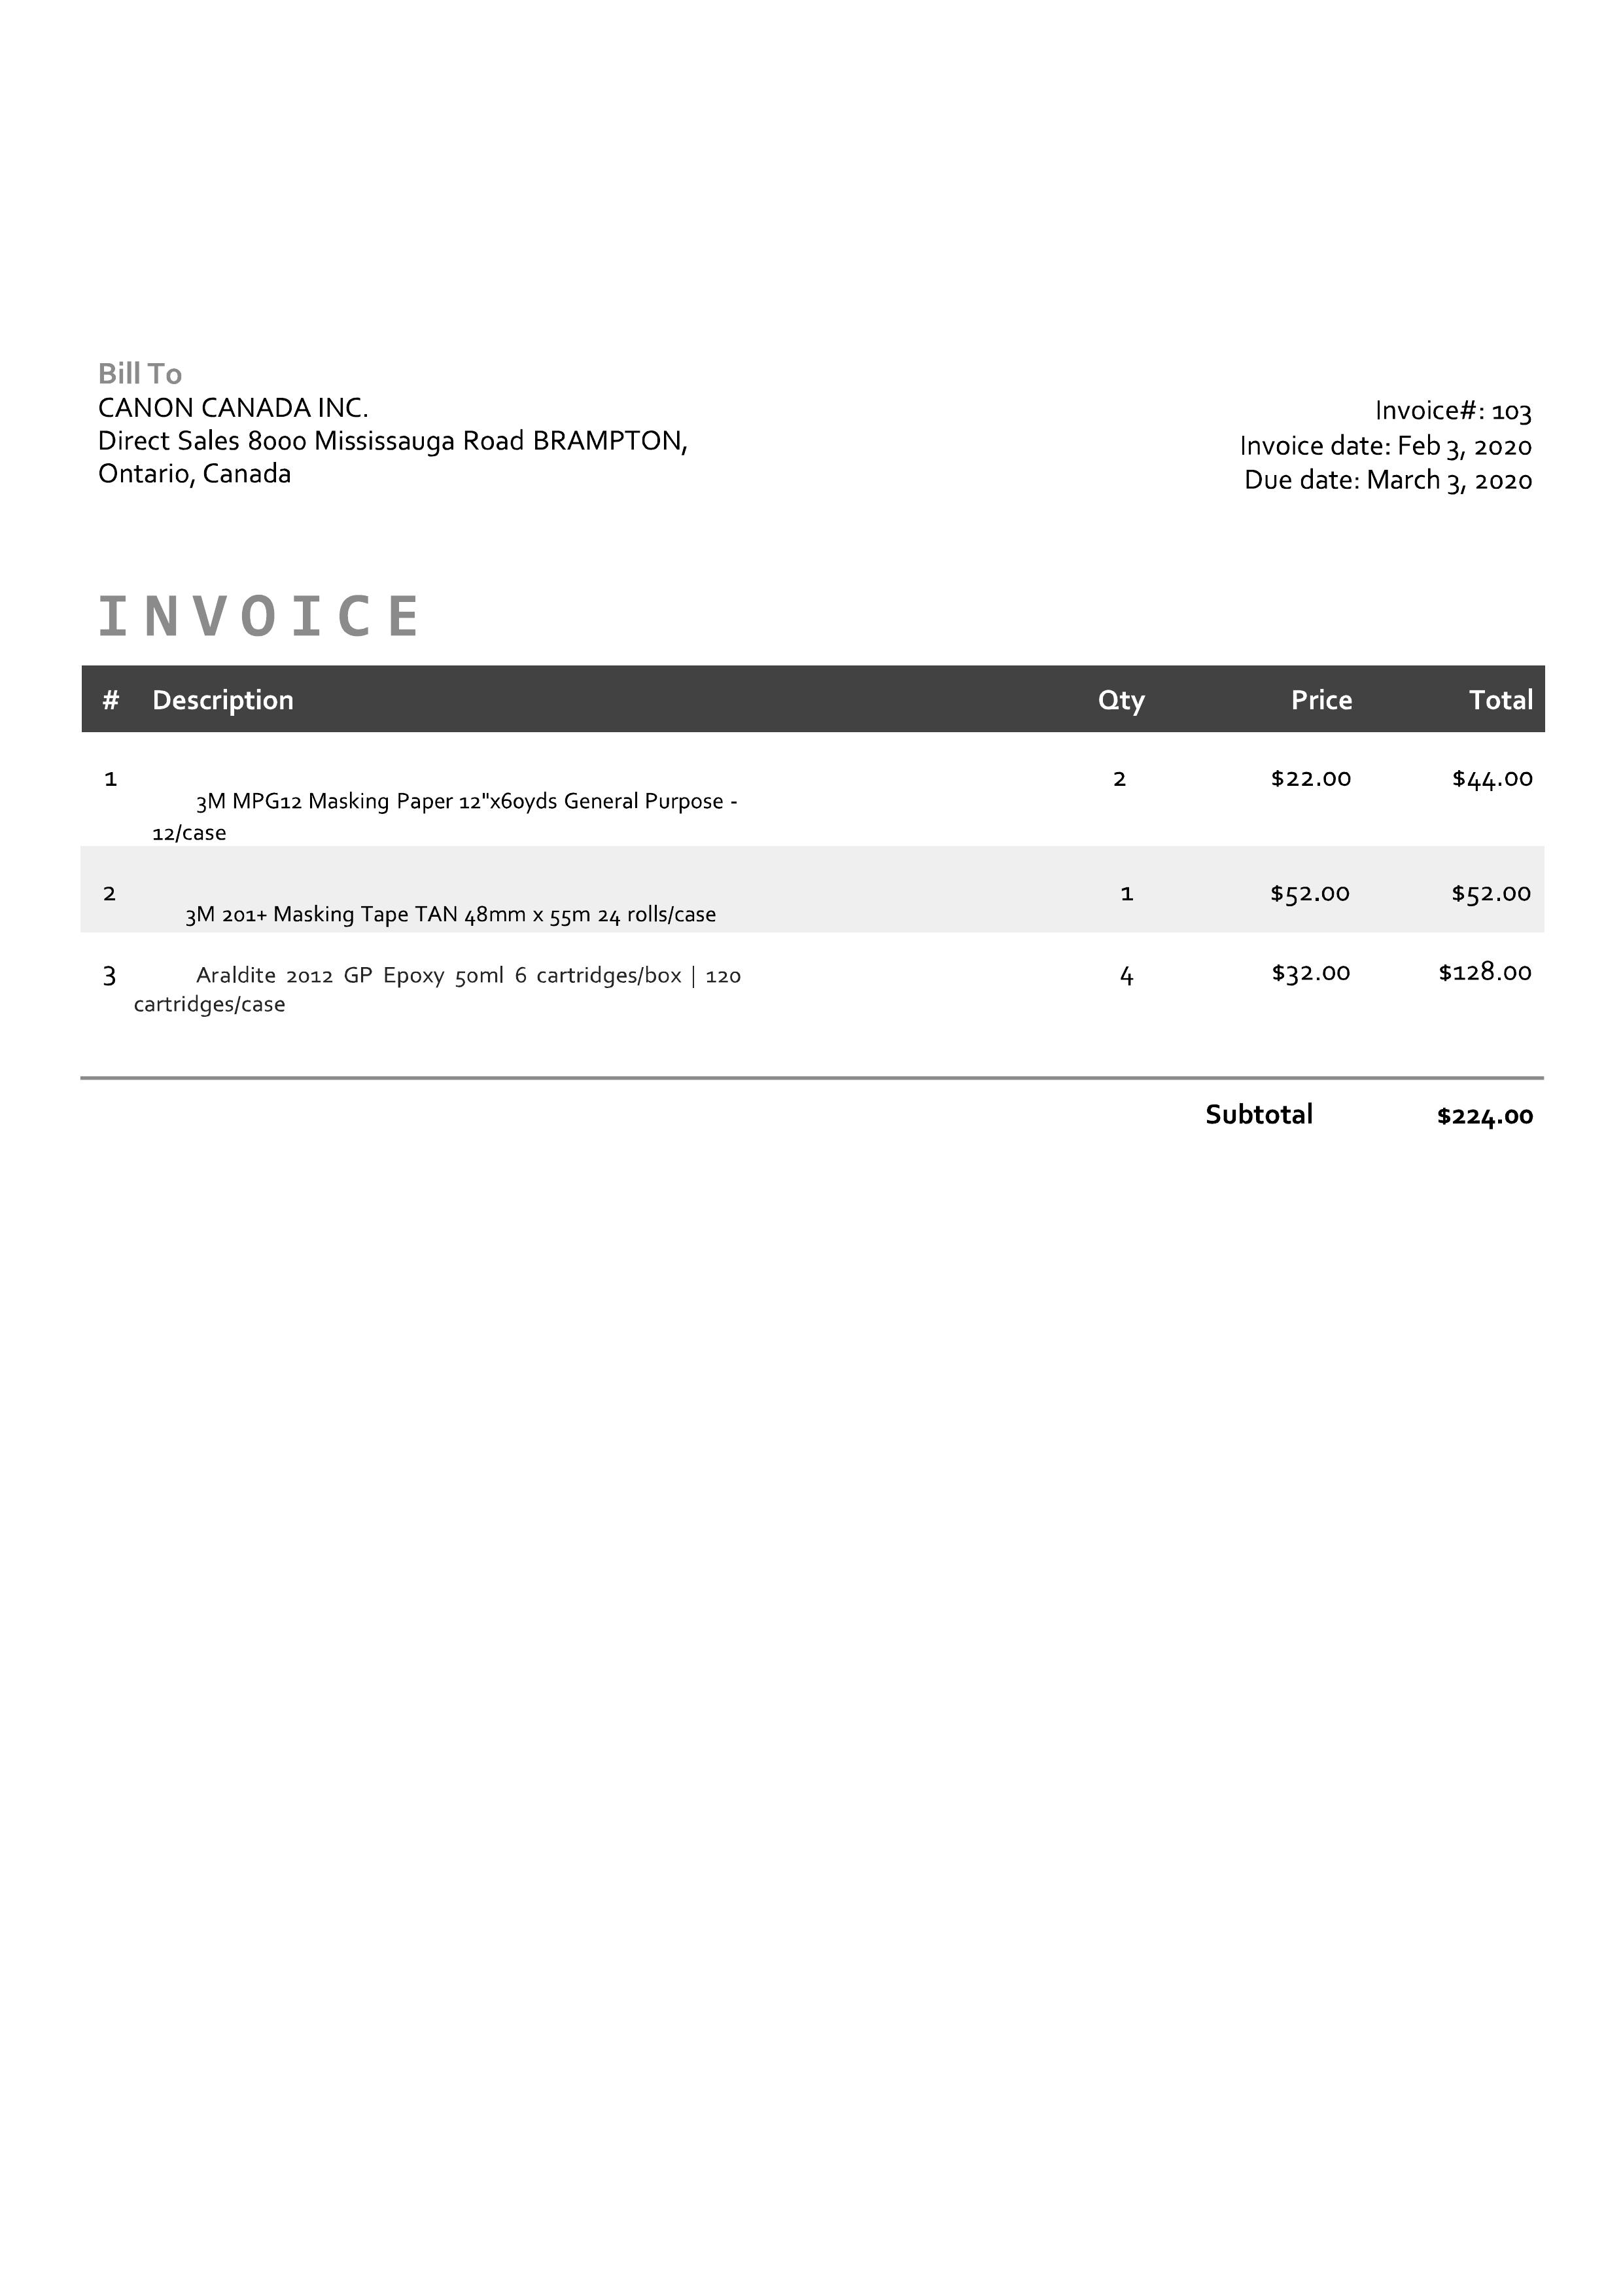 Bill To
CANON CANADA INC.
Direct Sales 8000 Mississauga Road BRAMPTON,
Ontario, Canada
Invoice#: 103
Invoice date: Feb 3, 2020
Due date: March 3, 2020
INVOICE
# Description Qty Price Total
1 3M MPG12 Masking Paper 12"x60yds General Purpose - 2 $22.00 $44.00
12/case
2 3M 201+ Masking Tape TAN 48mm x 55m 24 rolls/case 1 $52.00 $52.00
3 Araldite 2012 GP Epoxy 50ml 6 cartridges/box | 120 4 $32.00 $128.00
cartridges/case
Subtotal $224.00